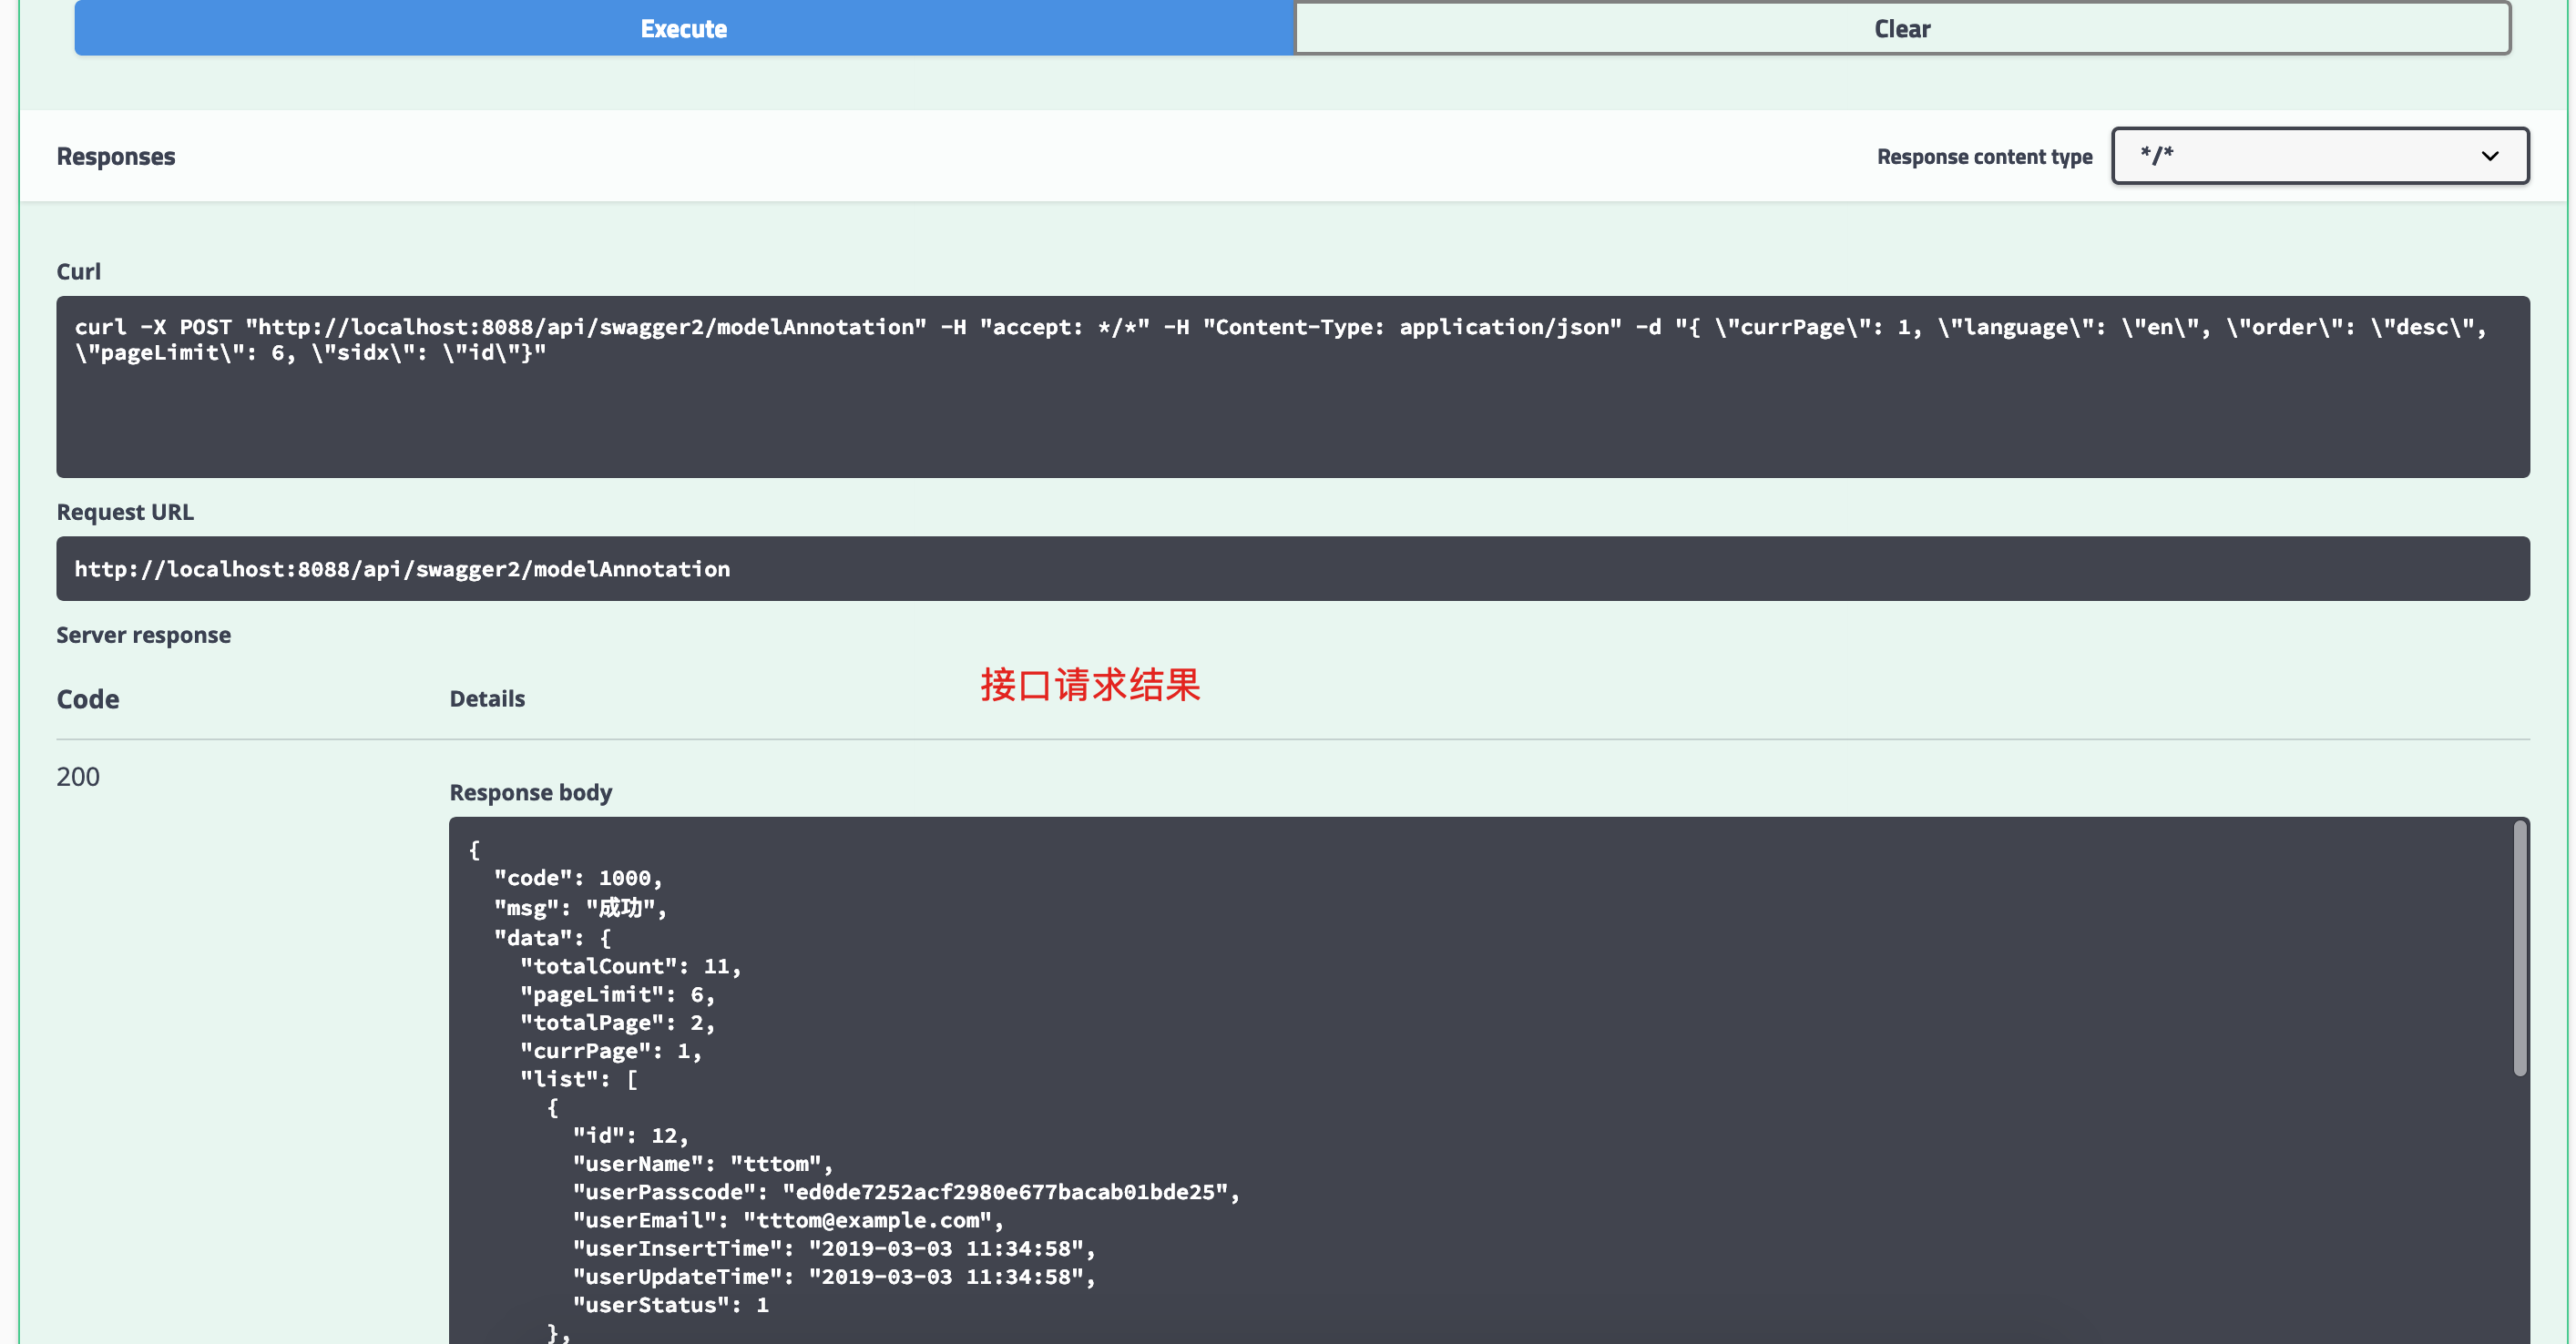 Execute
Clear
Responses
Response content type
*/*
Curl
curl -X POST "http://localhost:8088/api/swagger2/modelAnnotation" -H "accept: */*" -H "Content-Type: application/json" -d "{ \"currPage\": 1, \"language\": \"en\", \"order\": \"desc\",
\"pageLimit\": 6, \"sidx\": \"id\"}"
Request URL
http://localhost:8088/api/swagger2/modelAnnotation
Server response
接口请求结果
Code
Details
200
Response body
{
"code": 1000,
"msg": "成功",
"data": {
"totalCount": 11,
"pageLimit": 6,
"totalPage": 2,
"currPage": 1,
"list": [
{
"id": 12,
"userName": "tttom",
"userPasscode": "ed0de7252acf2980e677bacab01bde25",
"userEmail": "tttom@example.com",
"userInsertTime": "2019-03-03 11:34:58",
"userUpdateTime": "2019-03-03 11:34:58",
"userStatus": 1
},